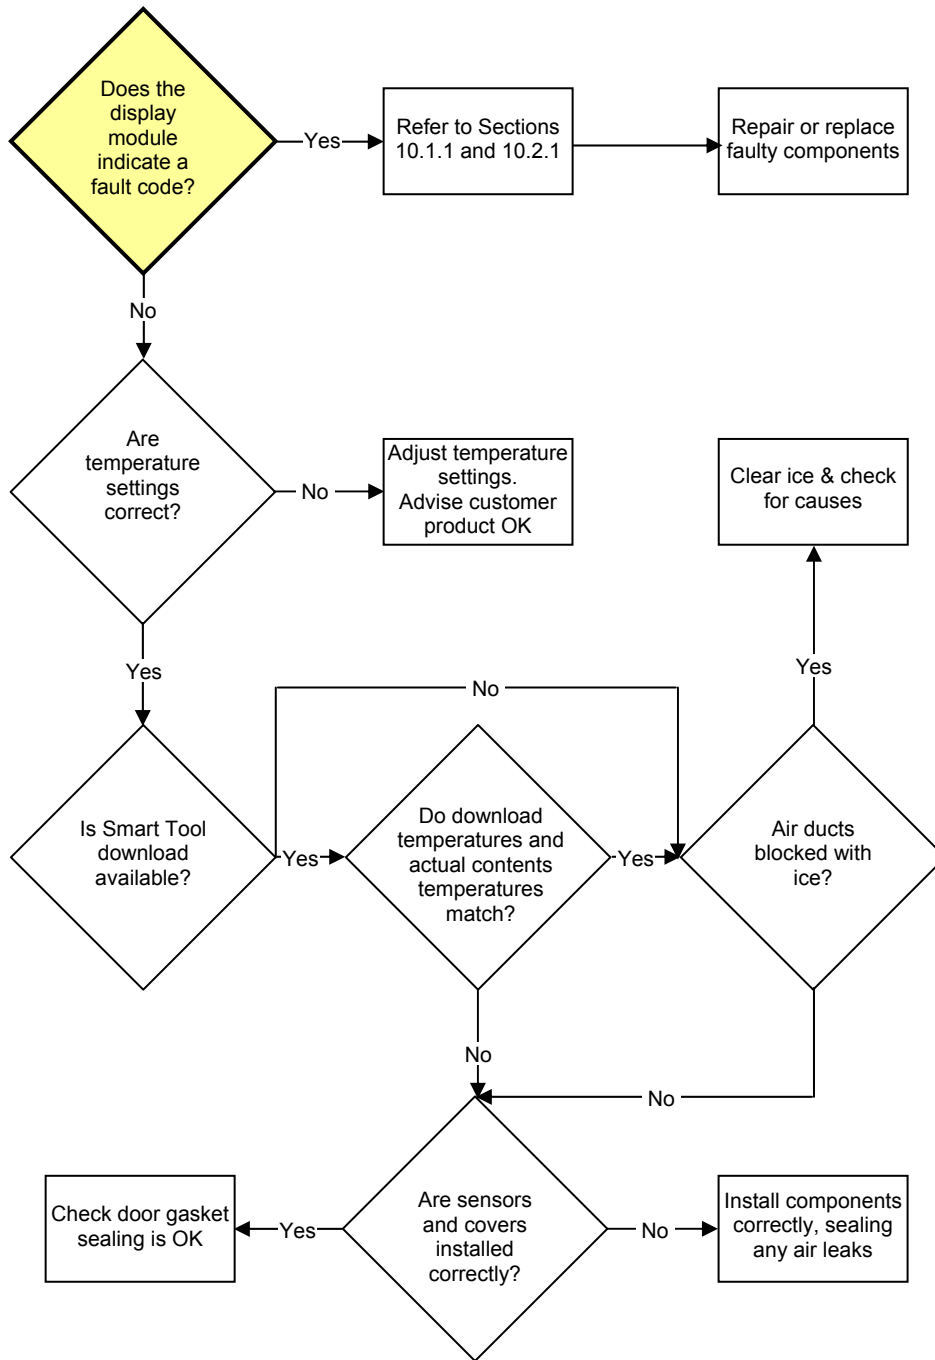 Does the
display
module
indicate a
fault code?
Yes
Refer to Sections
10.1.1 and 10.2.1
Repair or replace
faulty components
No
Are
temperature
settings
correct?
No
Adjust temperature
settings.
Advise customer
product OK
Clear ice & check
for causes
Yes
Yes
No
Is Smart Tool
download
available?
Yes
Do download
temperatures and
actual contents
temperatures
match?
Yes
Air ducts
blocked with
ice?
No
No
Are sensors
and covers
installed
correctly?
Yes
Check door gasket
sealing is OK
No
Install components
correctly, sealing
any air leaks